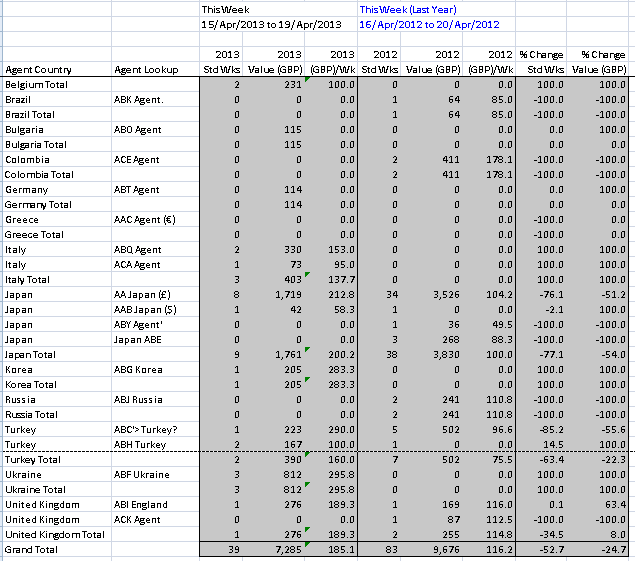 This Week This Week (Last Year)
15/Apr/2013 to 19/Apr/2013 16/Apr/2012 to 20/Apr/2012
2013 2013 2013 2012 2012 2012 % Change % Change
Agent Country Agent Lookup Std Wks Value (GBP) (GBP)/Wk Std Wks Value (GBP) (GBP)/Wk Std Wks Value (GBP)
Belgium Total 2 231 100.0 0 0 0.0 100.0 100.0
Brazil ABK Agent. 0 0 0.0 1 64 85.0 -100.0 -100.0
Brazil Total 0 0 0.0 1 64 85.0 -100.0 -100.0
Bulgaria ABO Agent 0 115 0.0 0 0 0.0 0.0 100.0
Bulgaria Total 0 115 0.0 0 0 0.0 0.0 0.0
Colombia ACE Agent 0 0 0.0 2 411 178.1 -100.0 -100.0
Colombia Total 0 0 0.0 2 411 178.1 -100.0 -100.0
Germany ABT Agent 0 114 0.0 0 0 0.0 0.0 100.0
Germany Total 0 114 0.0 0 0 0.0 0.0 0.0
Greece AAC Agent (€) 0 0 0.0 0 0 0.0 -100.0 0.0
Greece Total 0 0 0.0 0 0 0.0 -100.0 0.0
Italy ABQ Agent 2 330 153.0 0 0 0.0 100.0 100.0
Italy ACA Agent 1 73 95.0 0 0 0.0 100.0 100.0
Italy Total 3 403 137.7 0 0 0.0 100.0 100.0
Japan AA Japan (£) 8 1,719 212.8 34 3,526 104.2 -76.1 -51.2
Japan AAB Japan ($) 1 42 58.3 1 0 0.0 -2.1 100.0
Japan ABY Agent' 0 0 0.0 1 36 49.5 -100.0 -100.0
Japan Japan ABE 0 0 0.0 3 268 88.3 -100.0 -100.0
Japan Total 9 1,761 200.2 38 3,830 100.0 -77.1 -54.0
Korea ABG Korea 1 205 283.3 0 0 0.0 100.0 100.0
Korea Total 1 205 283.3 0 0 0.0 100.0 100.0
Russia ABJ Russia 0 0 0.0 2 241 110.8 -100.0 -100.0
Russia Total 0 0 0.0 2 241 110.8 -100.0 -100.0
Turkey ABC'> Turkey? 1 223 290.0 5 502 96.6 -85.2 -55.6
Turkey ABH Turkey 2 167 100.0 1 0 0.0 14.5 100.0
Turkey Total 2 390 160.0 7 502 75.5 -63.4 -22.3
Ukraine ABF Ukraine 3 812 295.8 0 0 0.0 100.0 100.0
Ukraine Total 3 812 295.8 0 0 0.0 100.0 100.0
United Kingdom ABI England 1 276 189.3 1 169 116.0 0.1 63.4
United Kingdom ACK Agent 0 0 0.0 1 87 112.5 -100.0 -100.0
United Kingdom Total 1 276 189.3 2 255 114.8 -34.5 8.0
Grand Total 39 7,285 185.1 83 9,676 116.2 -52.7 -24.7